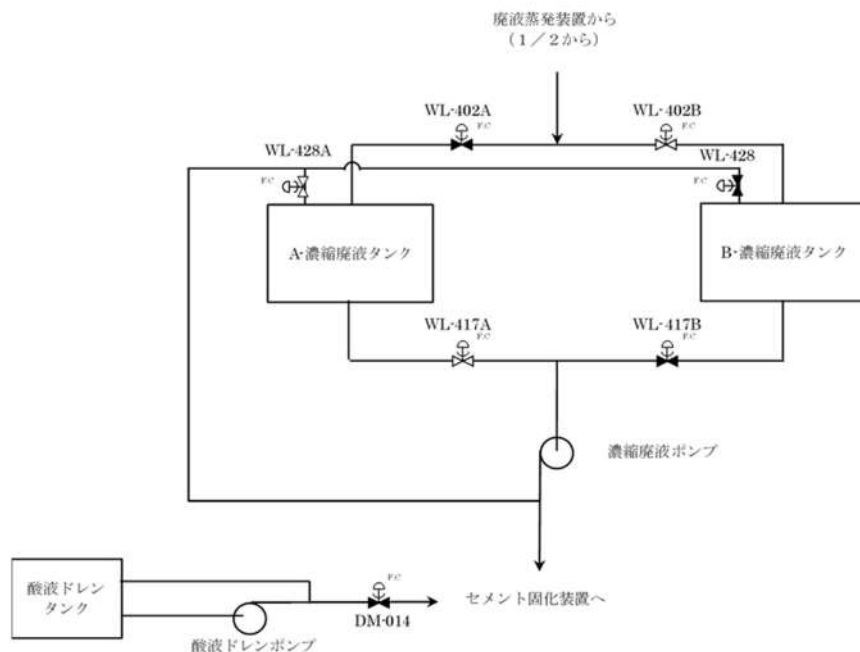 廃液蒸発装置から
(1/2から)
WL-402A
F.C
WL-402B
F.C
WL-428A
F.C
WL-428
F.C
A-濃縮廃液タンク
B-濃縮廃液タンク
WL-417A
F.C
WL-417B
F.C
濃縮廃液ポンプ
酸液ドレン
タンク
F.C
DM-014
セメント固化装置へ
酸液ドレンポンプ